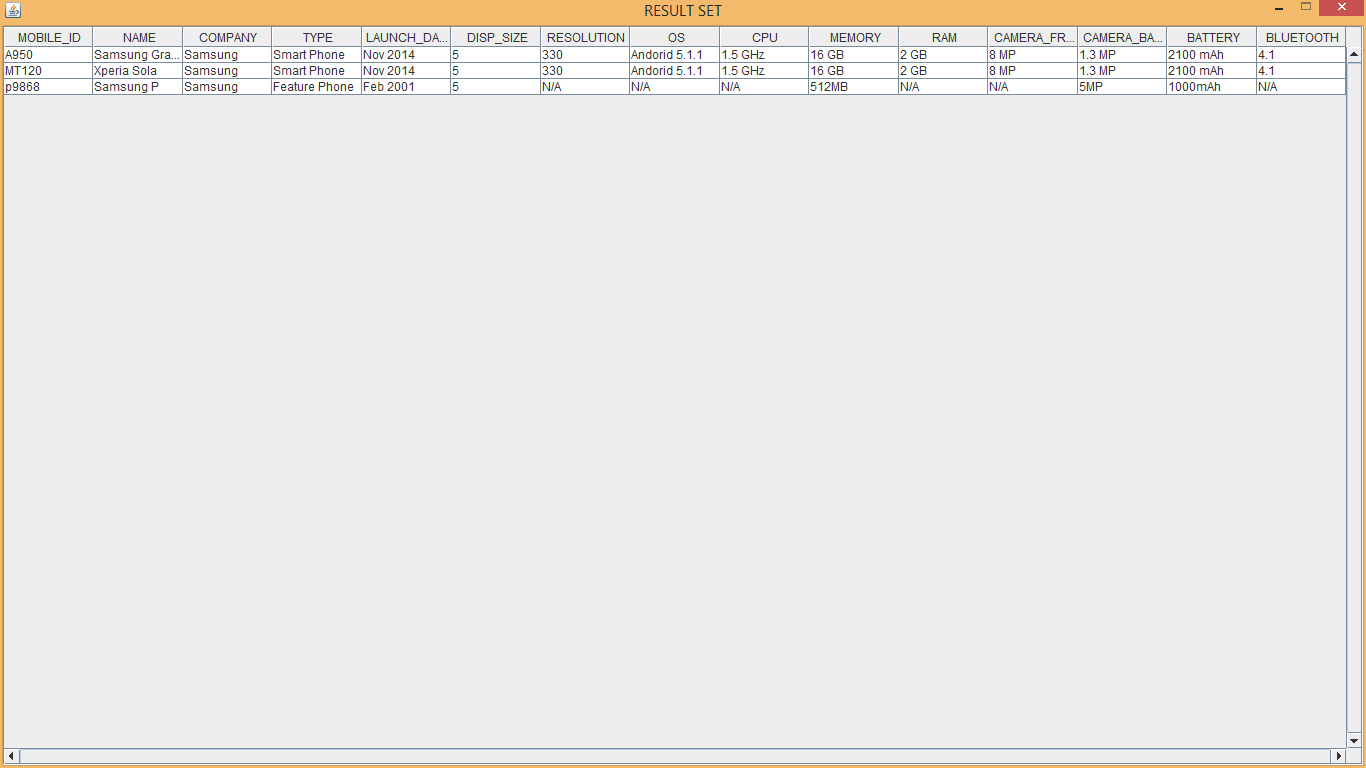 RESULT SET
MOBILE_ID NAME COMPANY TYPE LAUNCH_DA... DISP_SIZE RESOLUTION OS CPU MEMORY RAM CAMERA_FR... CAMERA_BA... BATTERY BLUETOOTH
A950 Samsung Gra... Samsung Smart Phone Nov 2014 5 330 Andorid 5.1.1 1.5 GHz 16 GB 2 GB 8 MP 1.3 MP 2100 mAh 4.1
MT120 Xperia Sola Samsung Smart Phone Nov 2014 5 330 Andorid 5.1.1 1.5 GHz 16 GB 2 GB 8 MP 1.3 MP 2100 mAh 4.1
p9868 Samsung P Samsung Feature Phone Feb 2001 5 N/A N/A N/A 512MB N/A N/A 5MP 1000mAh N/A